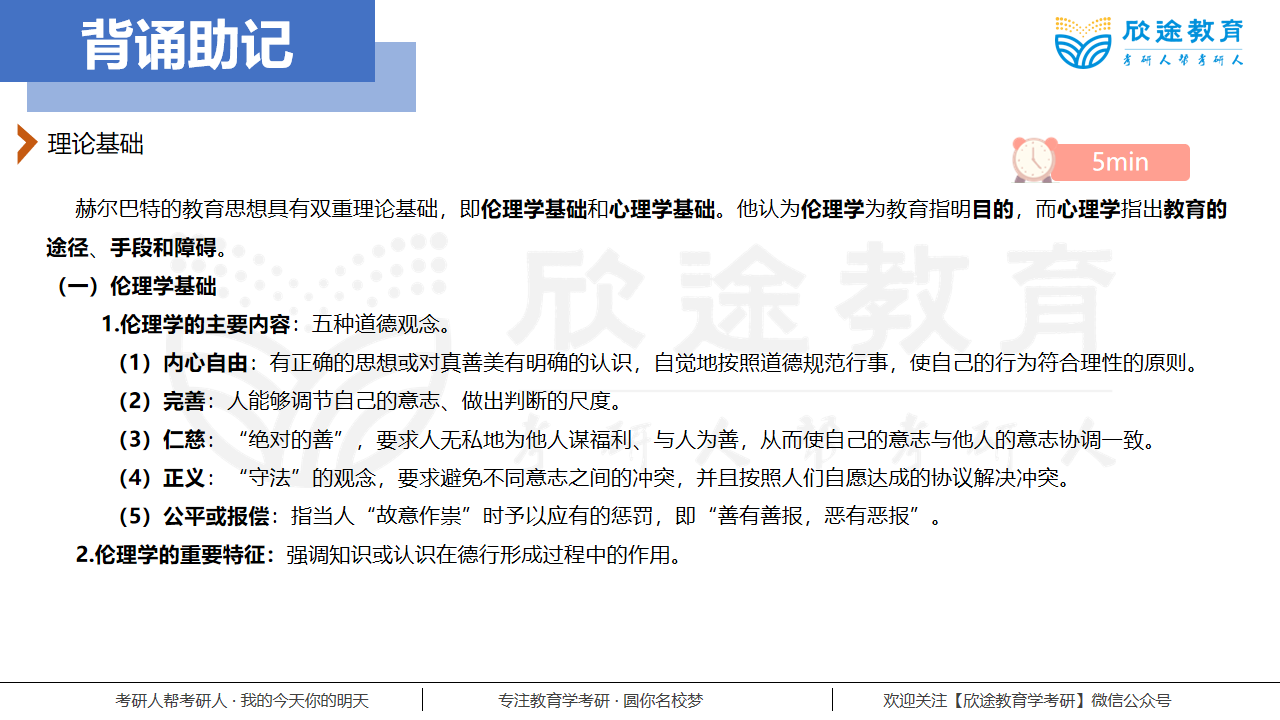 背诵助记
欣途教育
考研人帮考研人
理论基础
5min
赫尔巴特的教育思想具有双重理论基础，即伦理学基础和心理学基础。他认为伦理学为教育指明目的，而心理学指出教育的
途径、手段和障碍。
（一）伦理学基础
1.伦理学的主要内容：五种道德观念。
（1）内心自由：有正确的思想或对真善美有明确的认识，自觉地按照道德规范行事，使自己的行为符合理性的原则。
（2）完善：人能够调节自己的意志、做出判断的尺度。
（3）仁慈：“绝对的善”，要求人无私地为他人谋福利、与人为善，从而使自己的意志与他人的意志协调一致。
（4）正义：“守法”的观念，要求避免不同意志之间的冲突，并且按照人们自愿达成的协议解决冲突。
（5）公平或报偿：指当人“故意作祟”时予以应有的惩罚，即“善有善报，恶有恶报”。
2.伦理学的重要特征：强调知识或认识在德行形成过程中的作用。
欣途教育
考研人帮考研人
考研人帮考研人 · 我的今天你的明天
专注教育学考研 · 圆你名校梦
欢迎关注【欣途教育学考研】微信公众号